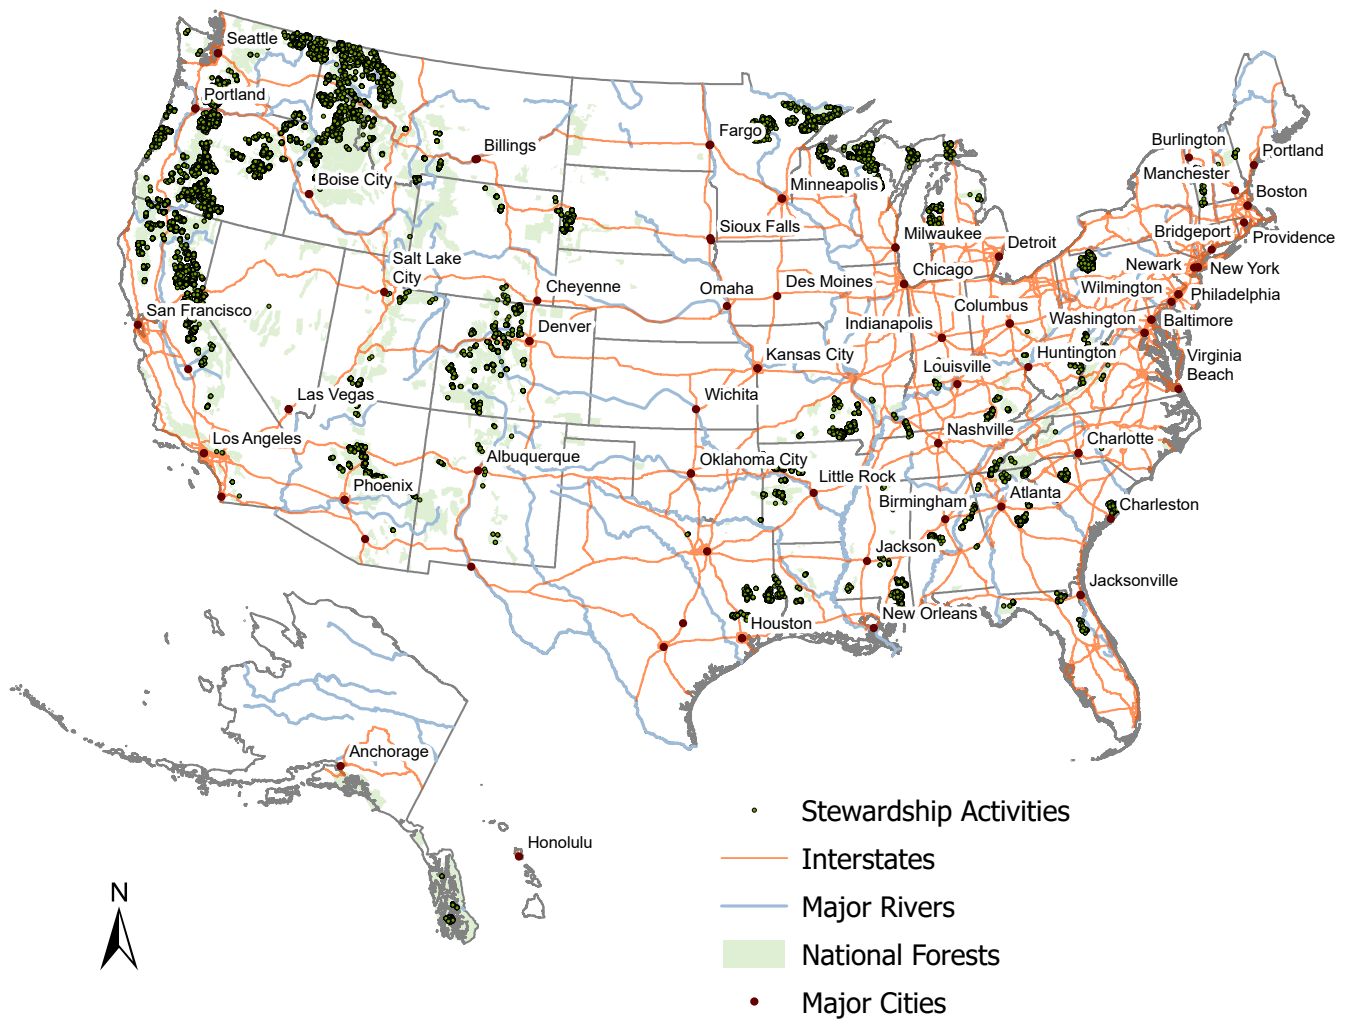 Seattle
Portland
Billings
Boise City
Fargo
Minneapolis
Sioux Falls
Milwaukee
Detroit
Burlington
Portland
Manchester
Boston
Bridgeport
Providence
Newark
New York
Wilmington
Philadelphia
Washington
Baltimore
Virginia
Beach
Salt Lake
City
Cheyenne
Omaha
Des Moines
Chicago
Columbus
Indianapolis
San Francisco
Denver
Kansas City
Louisville
Huntington
Las Vegas
Wichita
Nashville
Charlotte
Los Angeles
Albuquerque
Oklahoma City
Little Rock
Phoenix
Birmingham
Atlanta
Charleston
Jackson
Jacksonville
Houston
New Orleans
Anchorage
Honolulu
N
Stewardship Activities
Interstates
Major Rivers
National Forests
Major Cities